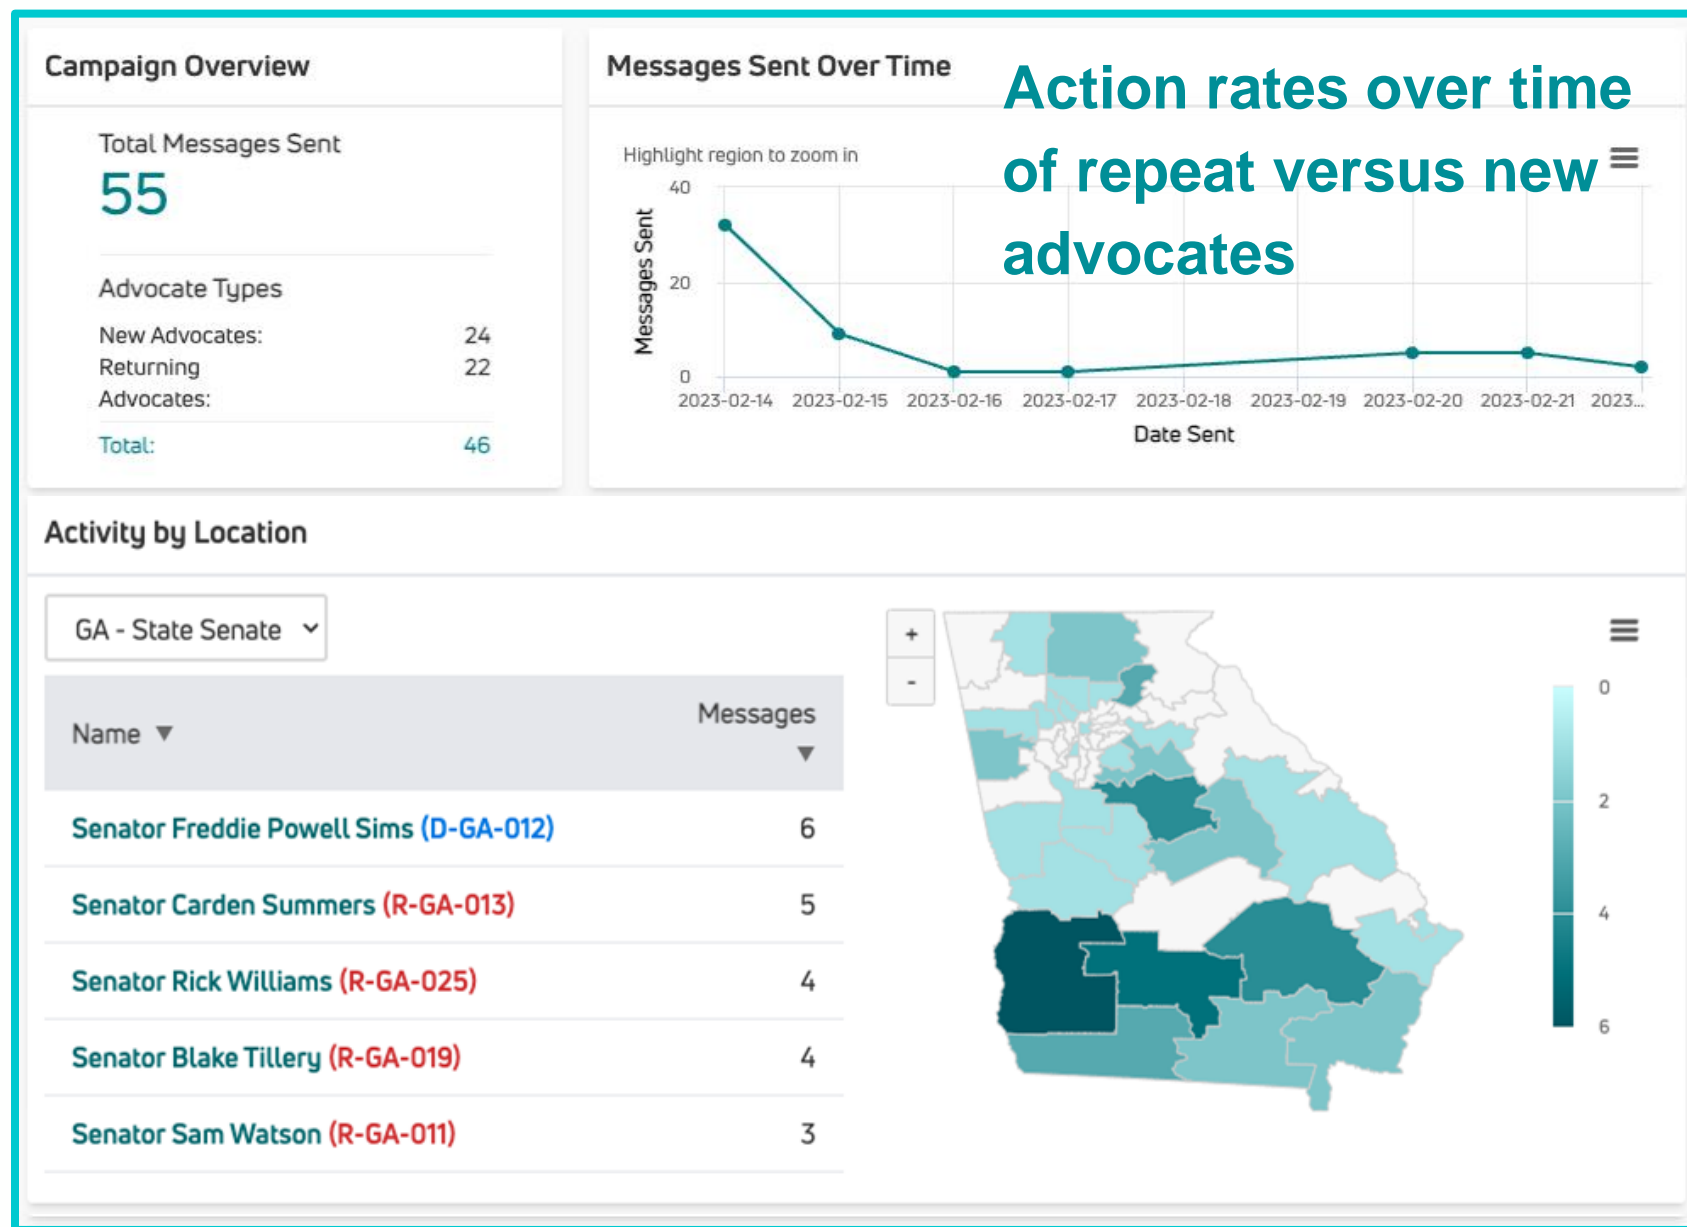 Campaign Overview
Total Messages Sent
55
Advocate Types
New Advocates: 24
Returning 22
Advocates:
Total: 46
Messages Sent Over Time
Action rates over time
of repeat versus new
advocates
Highlight region to zoom in
Messages Sent
40
20
0
2023-02-14 2023-02-15 2023-02-16 2023-02-17 2023-02-18 2023-02-19 2023-02-20 2023-02-21 2023...
Date Sent
Activity by Location
GA - State Senate
Name ▼ Messages ▼
Senator Freddie Powell Sims (D-GA-012) 6
Senator Carden Summers (R-GA-013) 5
Senator Rick Williams (R-GA-025) 4
Senator Blake Tillery (R-GA-019) 4
Senator Sam Watson (R-GA-011) 3
+
-
0
2
4
6